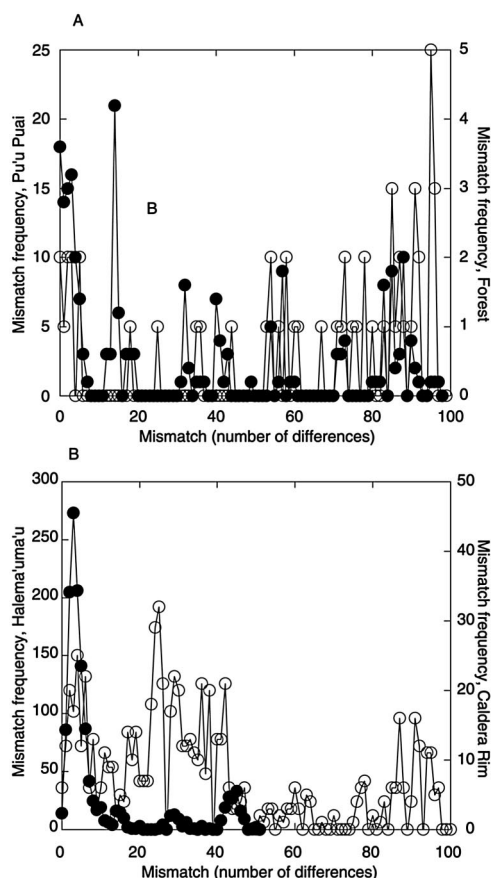 A
25
20
15
10
5
0
Mismatch frequency, Pu'u Puai
B
5
4
3
2
1
0
Mismatch frequency, Forest
0 20 40 60 80 100
Mismatch (number of differences)
B
300
250
200
150
100
50
0
Mismatch frequency, Halema'uma'u
50
40
30
20
10
0
Mismatch frequency, Caldera Rim
0 20 40 60 80 100
Mismatch (number of differences)